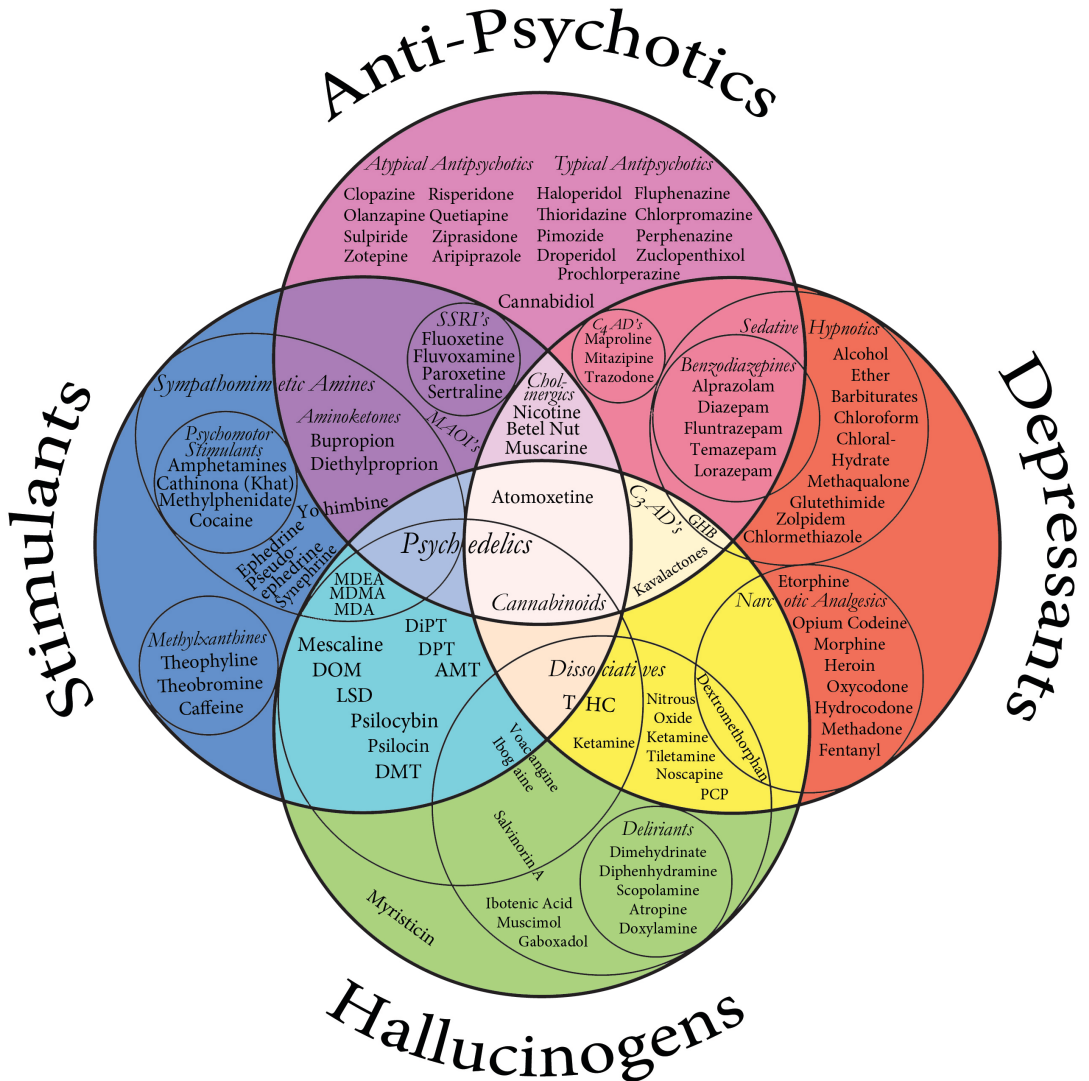 Anti-Psychotics
Atypical Antipsychotics
Clopazine Risperidone
Olanzapine Quetiapine
Sulpiride Ziprasidone
Zotepine Aripiprazole
Typical Antipsychotics
Haloperidol Fluphenazine
Thioridazine Chlorpromazine
Pimozide Perphenazine
Droperidol Zuclopenthixol
Prochlorperazine
Cannabidiol
SSRI's
Fluoxetine
Fluvoxamine
Paroxetine
Sertraline
C4 AD's
Maproline
Mitazipine
Trazodone
Stimulants
Sympathomimetic Amines
Psychomotor
Stimulants
Amphetamines
Cathinona (Khat)
Methylphenidate
Cocaine
Aminoketones
Bupropion
Diethylproprion
MAOI's
Yohimbine
Ephedrine
Pseudo-
ephedrine
Synephrine
Methylxanthines
Theophyline
Theobromine
Caffeine
Chol-
inergics
Nicotine
Betel Nut
Muscarine
Atomoxetine
Psychedelics
Cannabinoids
C3-AD's
GHB
Kavalactones
Depressants
Sedative Hypnotics
Benzodiazepines
Alprazolam
Diazepam
Fluntrazepam
Temazepam
Lorazepam
Alcohol
Ether
Barbiturates
Chloroform
Chloral-
Hydrate
Methaqualone
Glutethimide
Zolpidem
Chlormethiazole
Etorphine
Narcotic Analgesics
Opium Codeine
Morphine
Heroin
Oxycodone
Hydrocodone
Methadone
Fentanyl
MDEA
MDMA
MDA
DiPT
DPT
AMT
Mescaline
DOM
LSD
Psilocybin
Psilocin
DMT
Dissociatives
THC
Ketamine
Nitrous
Oxide
Ketamine
Tiletamine
Noscapine
PCP
Dextromethorphan
Voacangine
Ibogaine
Salvinorin A
Deliriants
Dimehydrinate
Diphenhydramine
Scopolamine
Atropine
Doxylamine
Ibotenic Acid
Muscimol
Gaboxadol
Myristicin
Hallucinogens